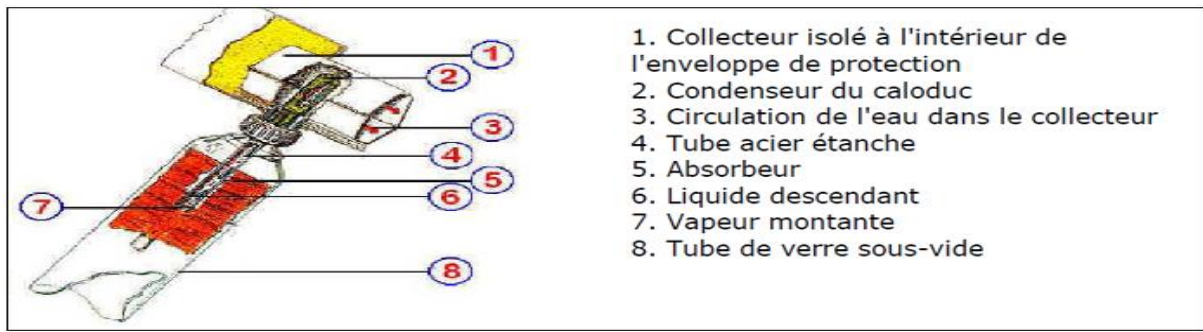 1
2
3
4
5
6
7
8
1. Collecteur isolé à l'intérieur de
l'enveloppe de protection
2. Condenseur du caloduc
3. Circulation de l'eau dans le collecteur
4. Tube acier étanche
5. Absorbeur
6. Liquide descendant
7. Vapeur montante
8. Tube de verre sous-vide